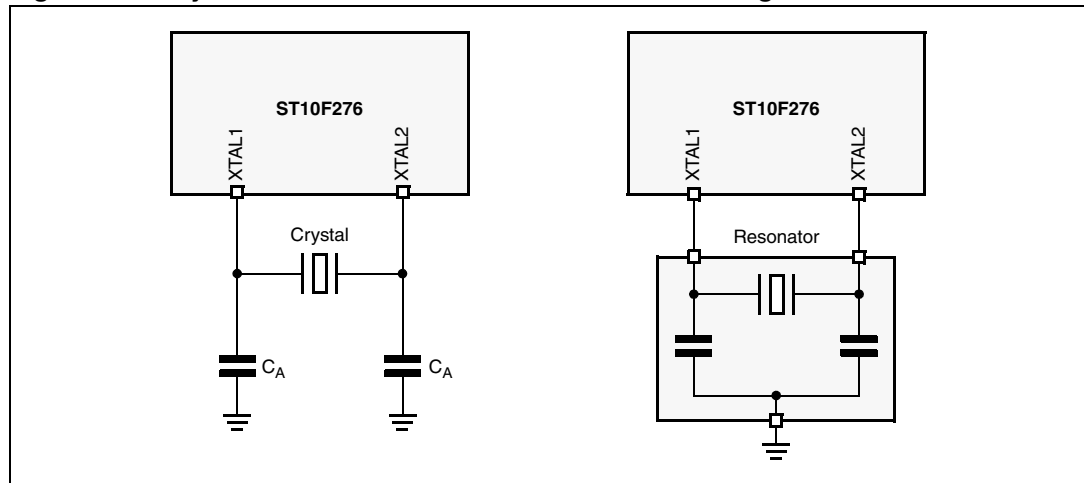 ST10F276
XTAL1
XTAL2
Crystal
CA
CA
ST10F276
XTAL1
XTAL2
Resonator